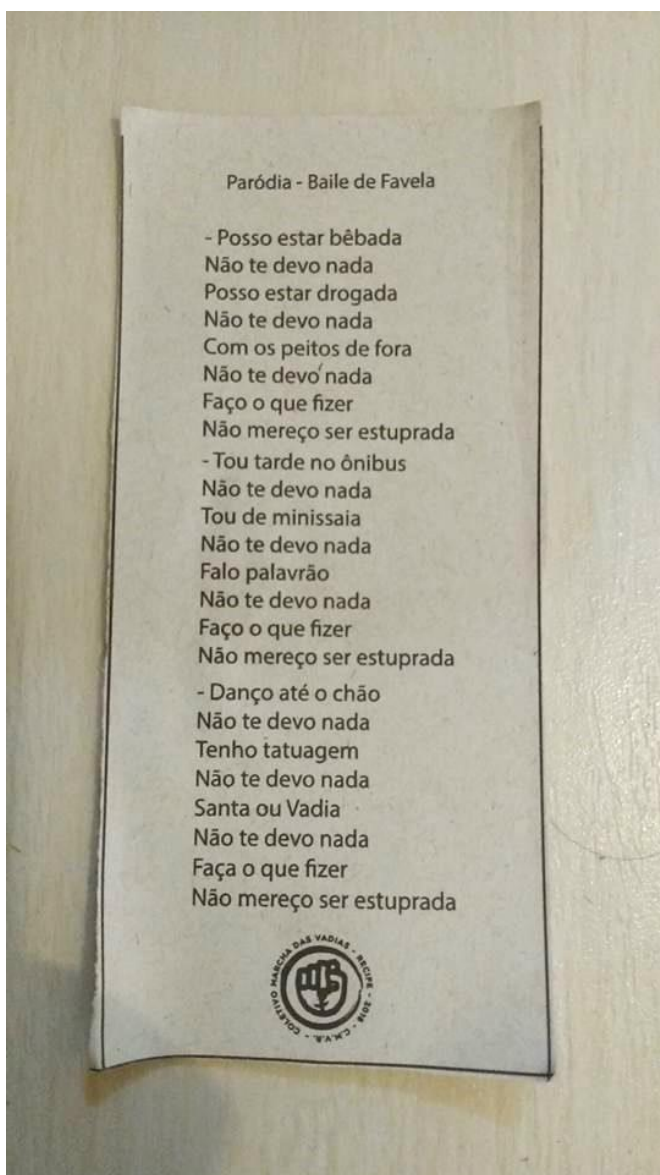 Paródia - Baile de Favela
- Posso estar bêbada
Não te devo nada
Posso estar drogada
Não te devo nada
Com os peitos de fora
Não te devo nada
Faço o que fizer
Não mereço ser estuprada
- Tou tarde no ônibus
Não te devo nada
Tou de minissaia
Não te devo nada
Falo palavrão
Não te devo nada
Faço o que fizer
Não mereço ser estuprada
- Danço até o chão
Não te devo nada
Tenho tatuagem
Não te devo nada
Santa ou Vadia
Não te devo nada
Faça o que fizer
Não mereço ser estuprada
COLETIVO MARCHA DAS VADIAS - RECIFE - 2016 - C.M.V.R. -